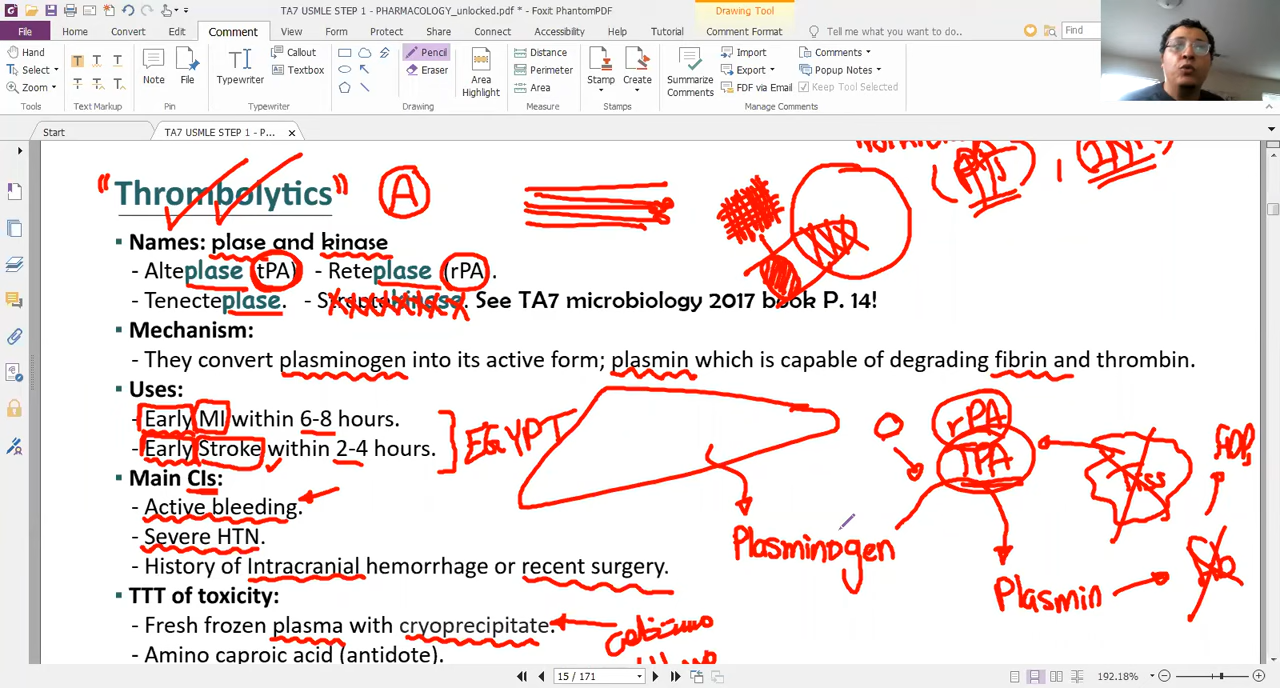 TA7 USMLE STEP 1 - PHARMACOLOGY_unlocked.pdf * - Foxit PhantomPDF
Drawing Tool
File Home Convert Edit Comment View Form Protect Share Connect Accessibility Help Tutorial Comment Format Tell me what you want to do.. Find
Hand
Select
Zoom
Tools
Text Markup
Note
File
Pin
Typewriter
Callout
Textbox
Typewriter
Pencil
Eraser
Drawing
Area Highlight
Distance
Perimeter
Area
Measure
Stamp
Create
Stamps
Summarize Comments
Import
Export
FDF via Email
Comments
Popup Notes
Keep Tool Selected
Manage Comments
Start
TA7 USMLE STEP 1 - P...
"Thrombolytics" A
Names: plase and kinase
- Alteplase (tPA) - Reteplase (rPA).
- Tenecteplase. - Streptokinase. See TA7 microbiology 2017 book P. 14!
Mechanism:
- They convert plasminogen into its active form; plasmin which is capable of degrading fibrin and thrombin.
Uses:
- Early MI within 6-8 hours.
- Early Stroke within 2-4 hours.
EGYPT
rPA
tPA
Main CIs:
- Active bleeding.
- Severe HTN.
- History of Intracranial hemorrhage or recent surgery.
Plasminogen
Plasmin
TTT of toxicity:
- Fresh frozen plasma with cryoprecipitate.
- Amino caproic acid (antidote).
15 / 171
192.18%